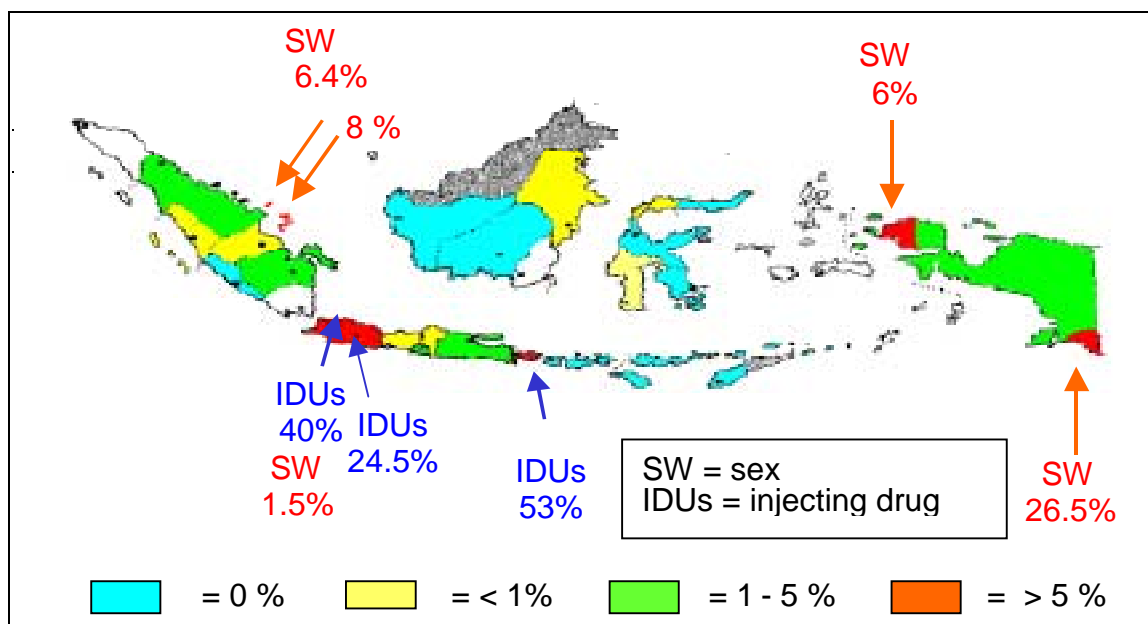 SW
6.4%
8 %
SW
6%
IDUs
40%
SW
1.5%
IDUs
24.5%
IDUs
53%
SW = sex
IDUs = injecting drug
SW
26.5%
= 0 %
= < 1%
= 1 - 5 %
= > 5 %